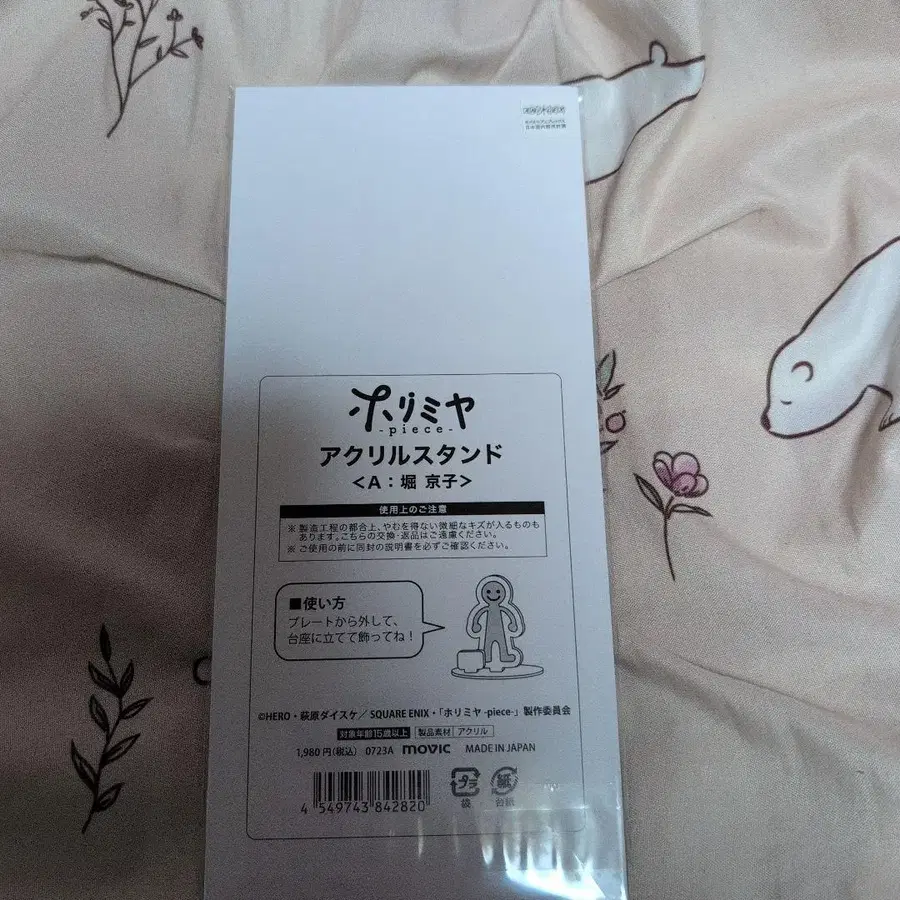 ホリミヤ
-piece-
アクリルスタンド
<A:堀 京子>
使用上のご注意
※製造工程の都合上、やむを得ない微細なキズが入るものも
あります。こちらの交換・返品はご遠慮ください。
※ご使用の前に同封の説明書を必ずご確認ください。
■使い方
プレートから外して、
台座に立てて飾ってね！
©HERO・萩原ダイスケ／SQUARE ENIX・「ホリミヤ -piece-」製作委員会
対象年齢15歳以上 製品素材 アクリル
1,980円(税込) 0723A movic MADE IN JAPAN
4 549743 842820
プラ 紙
袋 台紙